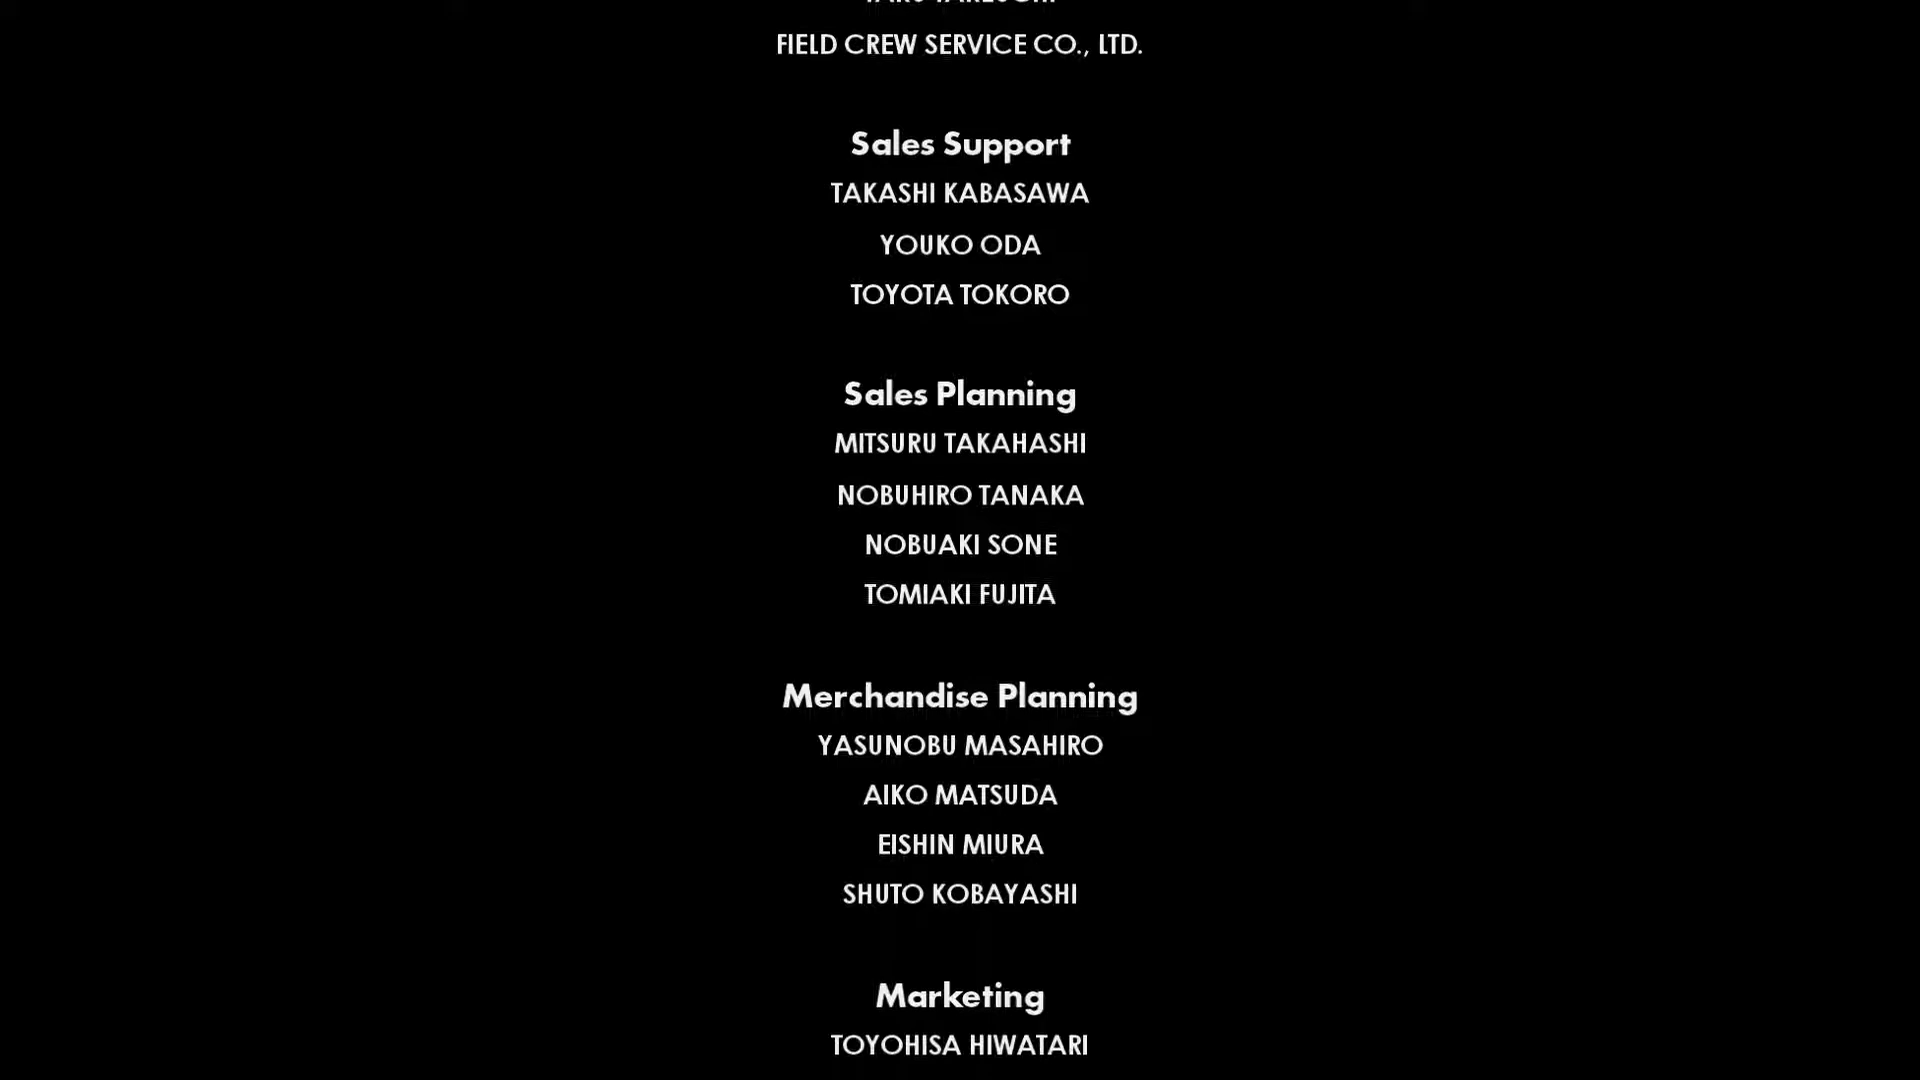 FIELD CREW SERVICE CO., LTD.
Sales Support
TAKASHI KABASAWA
YOUKO ODA
TOYOTA TOKORO
Sales Planning
MITSURU TAKAHASHI
NOBUHIRO TANAKA
NOBUAKI SONE
TOMIAKI FUJITA
Merchandise Planning
YASUNOBU MASAHIRO
AIKO MATSUDA
EISHIN MIURA
SHUTO KOBAYASHI
Marketing
TOYOHISA HIWATARI